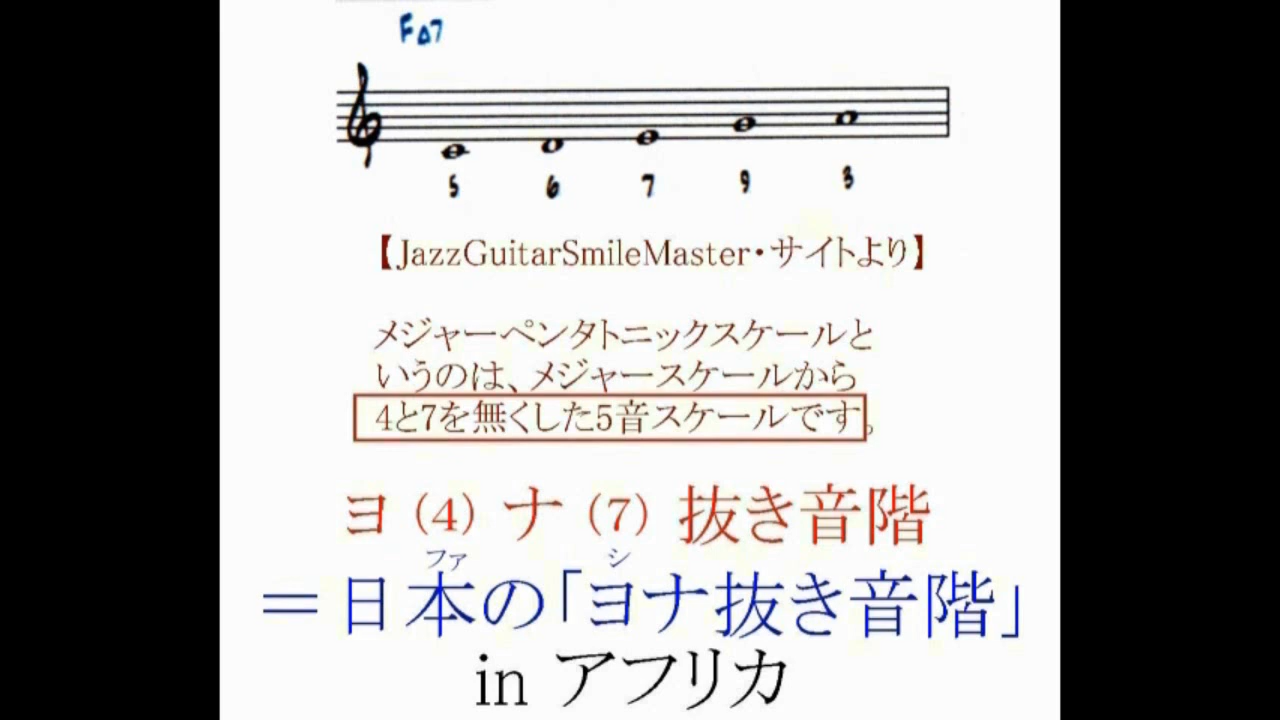 F△7
5 6 7 9 3
【JazzGuitarSmileMaster・サイトより】
メジャーペンタトニックスケールと
いうのは、メジャースケールから
4と7を無くした5音スケールです。
ヨ（4）ナ（7）抜き音階
ファ シ
＝日本の「ヨナ抜き音階」
in アフリカ